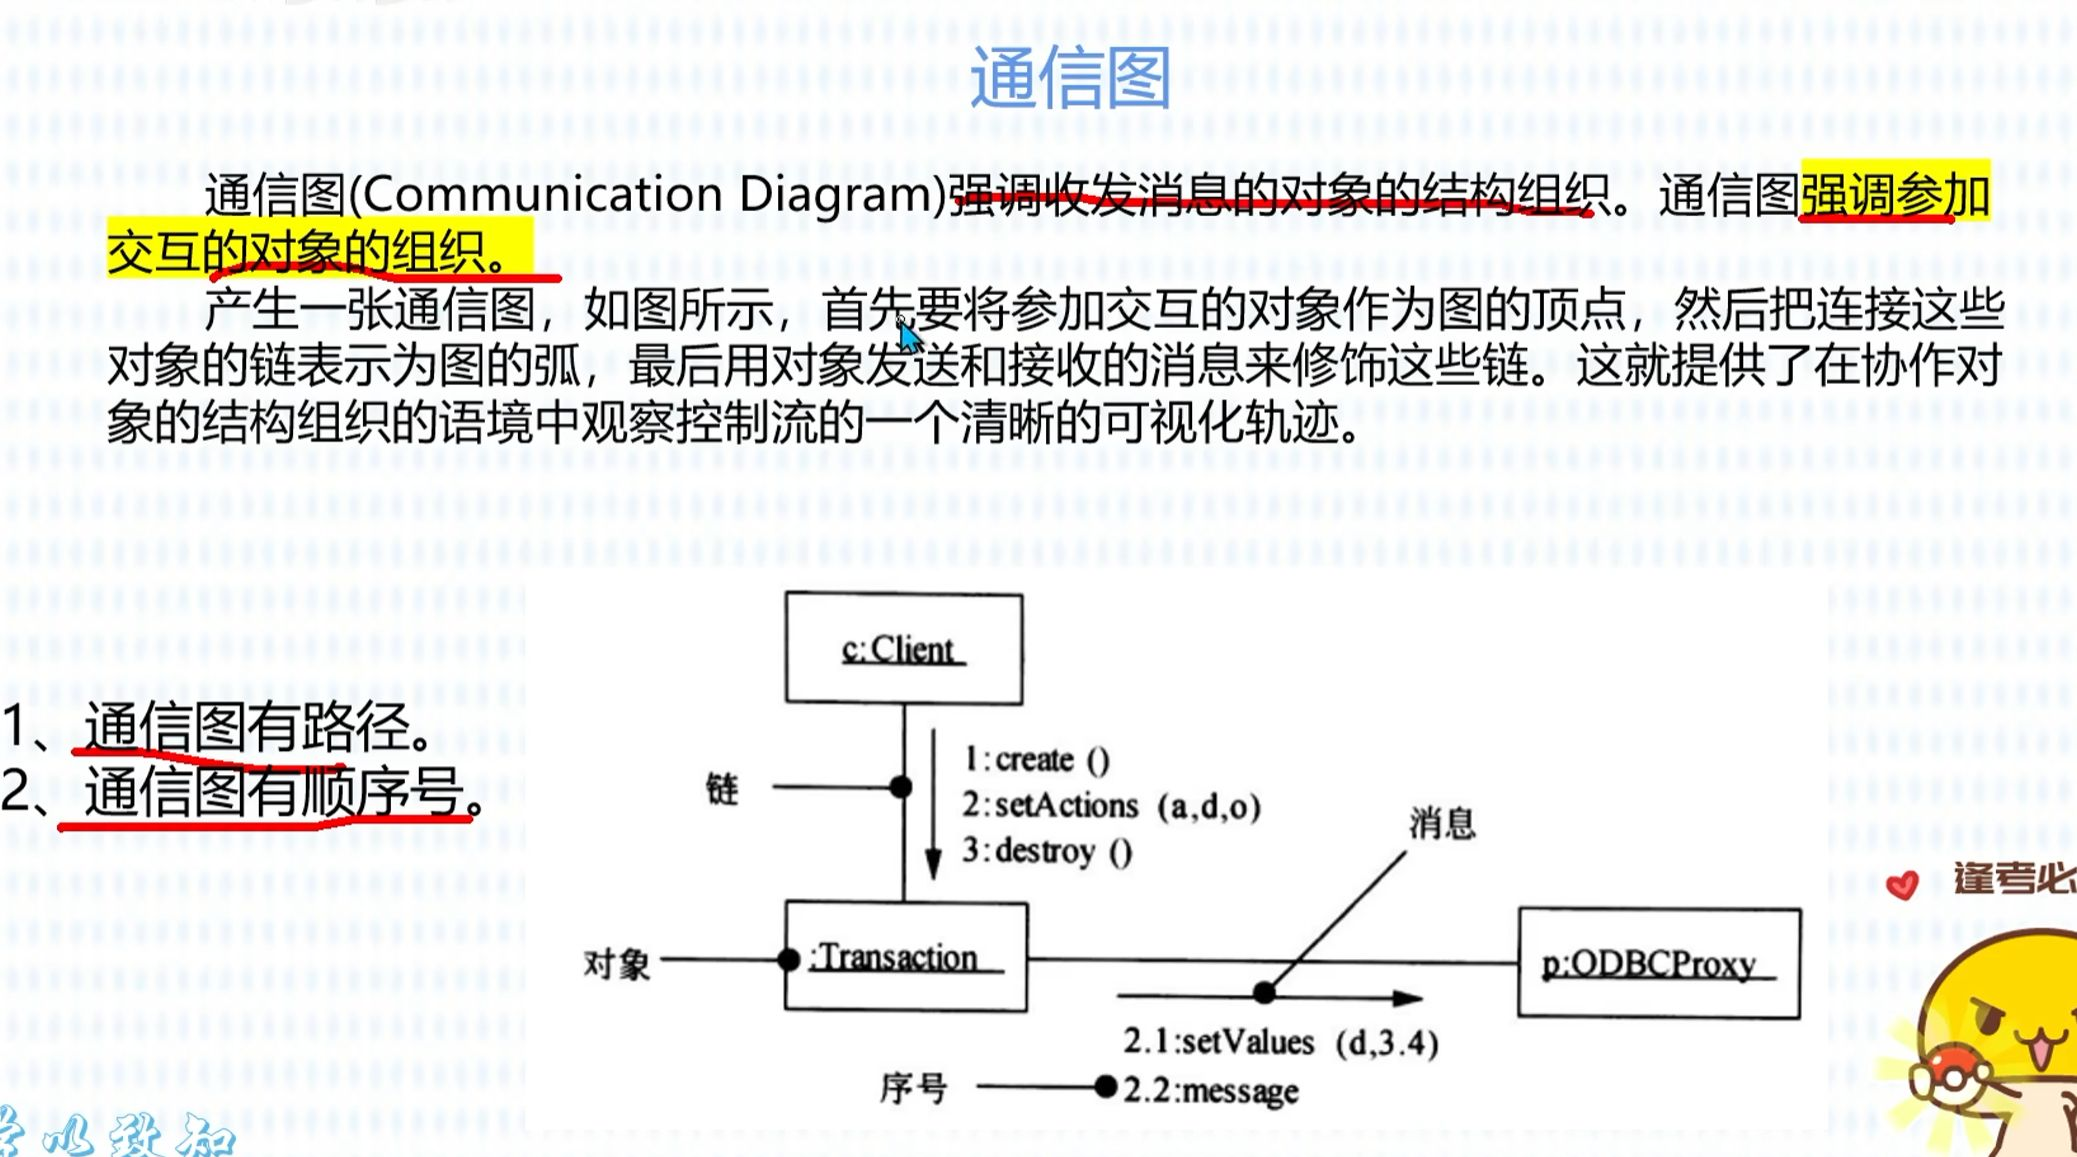 通信图
通信图(Communication Diagram)强调收发消息的对象的结构组织。通信图强调参加
交互的对象的组织。
产生一张通信图，如图所示，首先要将参加交互的对象作为图的顶点，然后把连接这些
对象的链表示为图的弧，最后用对象发送和接收的消息来修饰这些链。这就提供了在协作对
象的结构组织的语境中观察控制流的一个清晰的可视化轨迹。
1、通信图有路径。
2、通信图有顺序号。
c:Client
链
1:create ()
2:setActions (a,d,o)
3:destroy ()
消息
对象
:Transaction
p:ODBCProxy
2.1:setValues (d,3.4)
序号
2.2:message
逢考必
学以致知